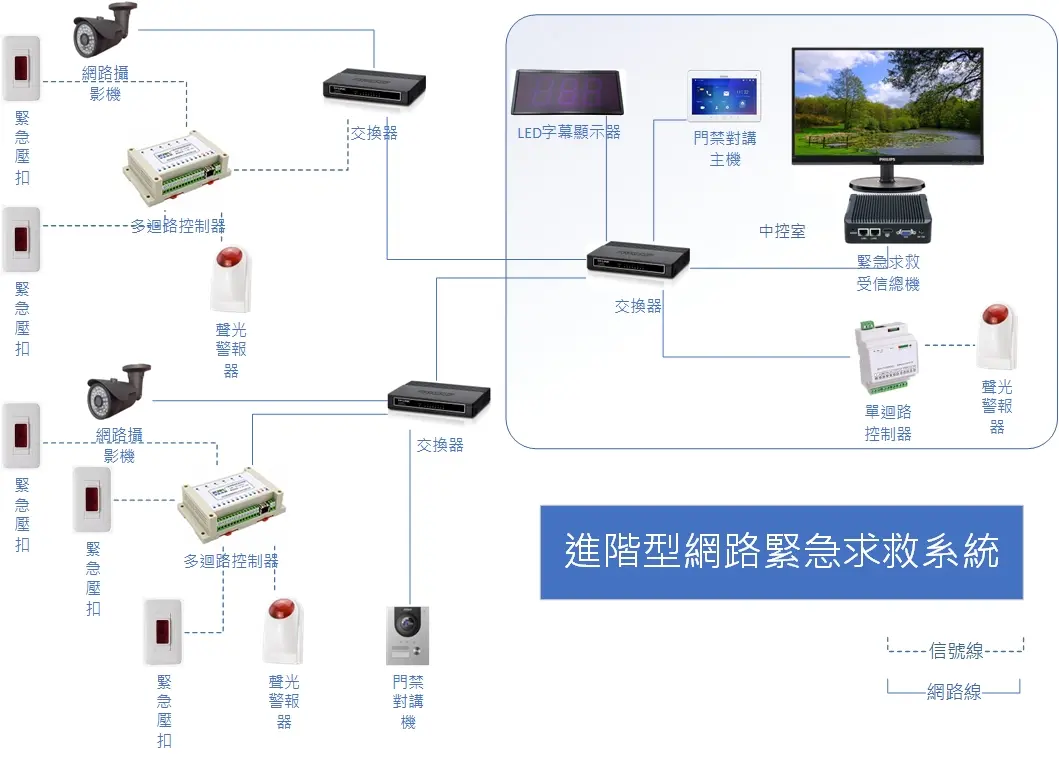 網路攝
影機
緊
急
壓
扣
交換器
多迴路控制器
緊
急
壓
扣
聲光
警報
器
LED字幕顯示器
門禁對講
主機
PHILIPS
中控室
緊急求救
受信總機
交換器
單迴路
控制器
聲光
警報
器
網路攝
影機
緊
急
壓
扣
交換器
緊
急
壓
扣
多迴路控制器
緊
急
壓
扣
聲光
警報
器
門禁
對講
機
進階型網路緊急求救系統
信號線
網路線